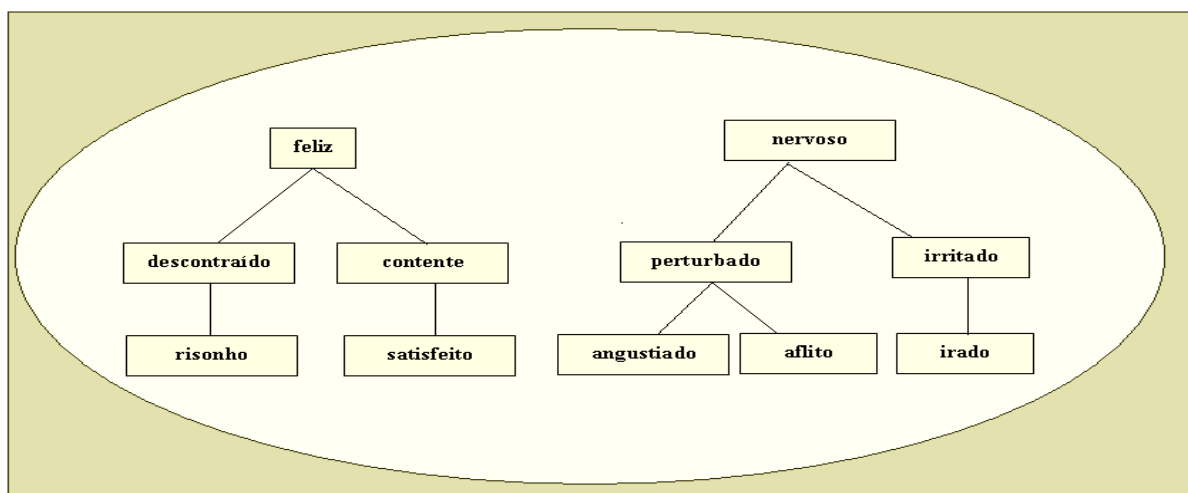 feliz
nervoso
descontraído
contente
perturbado
irritado
risonho
satisfeito
angustiado
aflito
irado